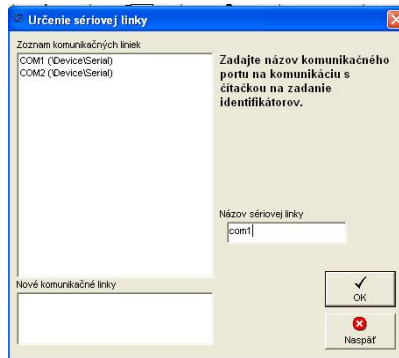 Určenie sériovej linky
Zoznam komunikačných liniek
COM1 (\Device\Serial)
COM2 (\Device\Serial)
Zadajte názov komunikačného
portu na komunikáciu s
čítačkou na zadanie
identifikátorov.
Názov sériovej linky
com1
Nové komunikačné linky
OK
Naspäť